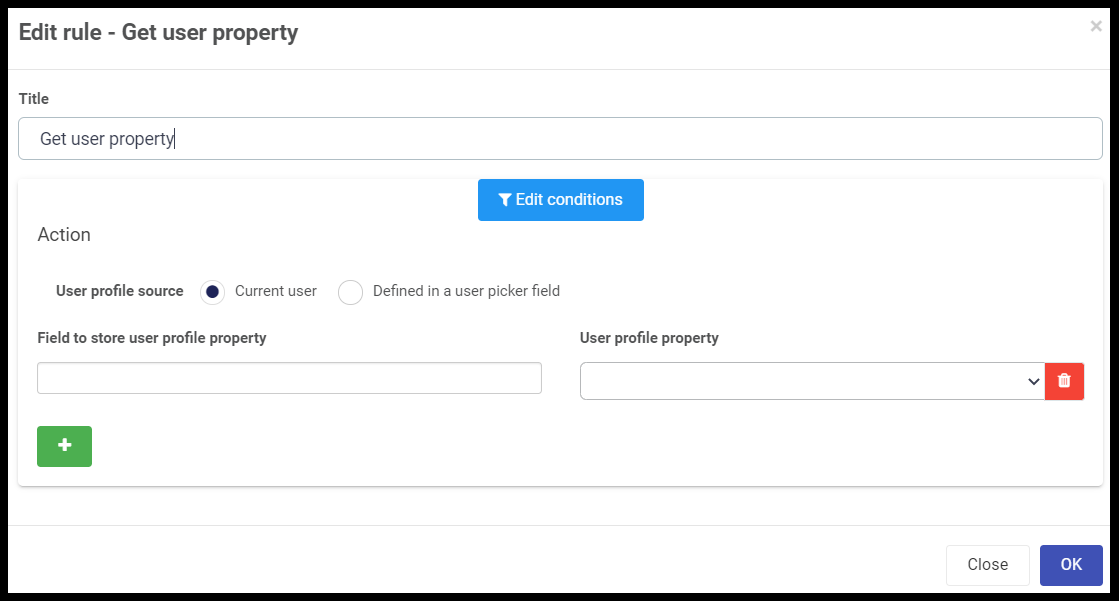 Edit rule - Get user property
×
Title
Get user property
Edit conditions
Action
User profile source Current user Defined in a user picker field
Field to store user profile property User profile property
Close OK